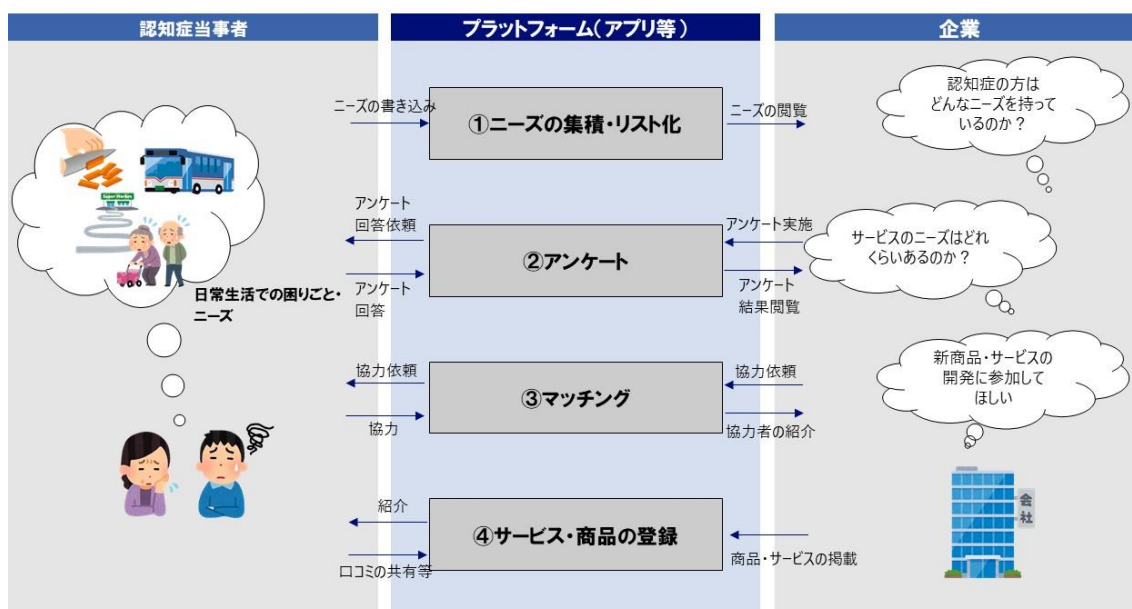 認知症当事者
プラットフォーム(アプリ等)
企業
ニーズの書き込み
①ニーズの集積・リスト化
ニーズの閲覧
認知症の方は
どんなニーズを持って
いるのか？
Super Market
日常生活での困りごと・
ニーズ
アンケート
回答依頼
アンケート
回答
②アンケート
アンケート実施
アンケート
結果閲覧
サービスのニーズはどれ
くらいあるのか？
協力依頼
協力
③マッチング
協力依頼
協力者の紹介
新商品・サービスの
開発に参加して
ほしい
紹介
口コミの共有等
④サービス・商品の登録
商品・サービスの掲載
会社